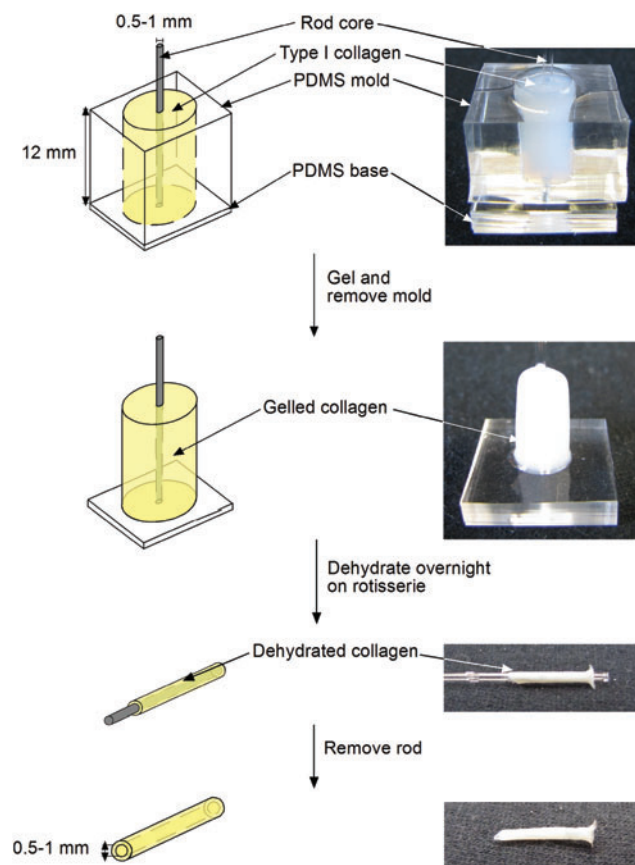 0.5-1 mm
Rod core
Type I collagen
PDMS mold
12 mm
PDMS base
Gel and
remove mold
Gelled collagen
Dehydrate overnight
on rotisserie
Dehydrated collagen
Remove rod
0.5-1 mm